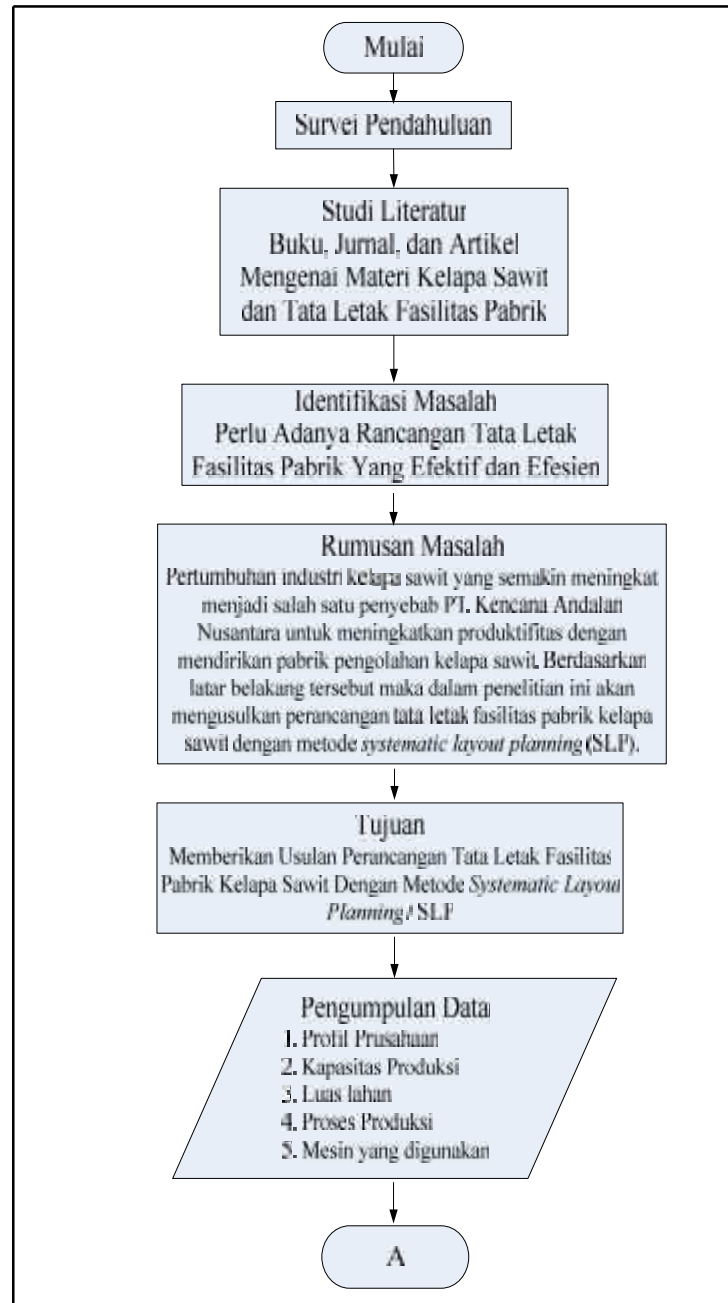 Mulai
Survei Pendahuluan
Studi Literatur
Buku, Jurnal, dan Artikel
Mengenai Materi Kelapa Sawit
dan Tata Letak Fasilitas Pabrik
Identifikasi Masalah
Perlu Adanya Rancangan Tata Letak
Fasilitas Pabrik Yang Efektif dan Efesien
Rumusan Masalah
Pertumbuhan industri kelapa sawit yang semakin meningkat
menjadi salah satu penyebab PT. Kencana Andalan
Nusantara untuk meningkatkan produktifitas dengan
mendirikan pabrik pengolahan kelapa sawit. Berdasarkan
latar belakang tersebut maka dalam penelitian ini akan
mengusulkan perancangan tata letak fasilitas pabrik kelapa
sawit dengan metode systematic layout planning (SLP).
Tujuan
Memberikan Usulan Perancangan Tata Letak Fasilitas
Pabrik Kelapa Sawit Dengan Metode Systematic Layout
Planning / SLP
Pengumpulan Data
1. Profil Prusahaan
2. Kapasitas Produksi
3. Luas lahan
4. Proses Produksi
5. Mesin yang digunakan
A